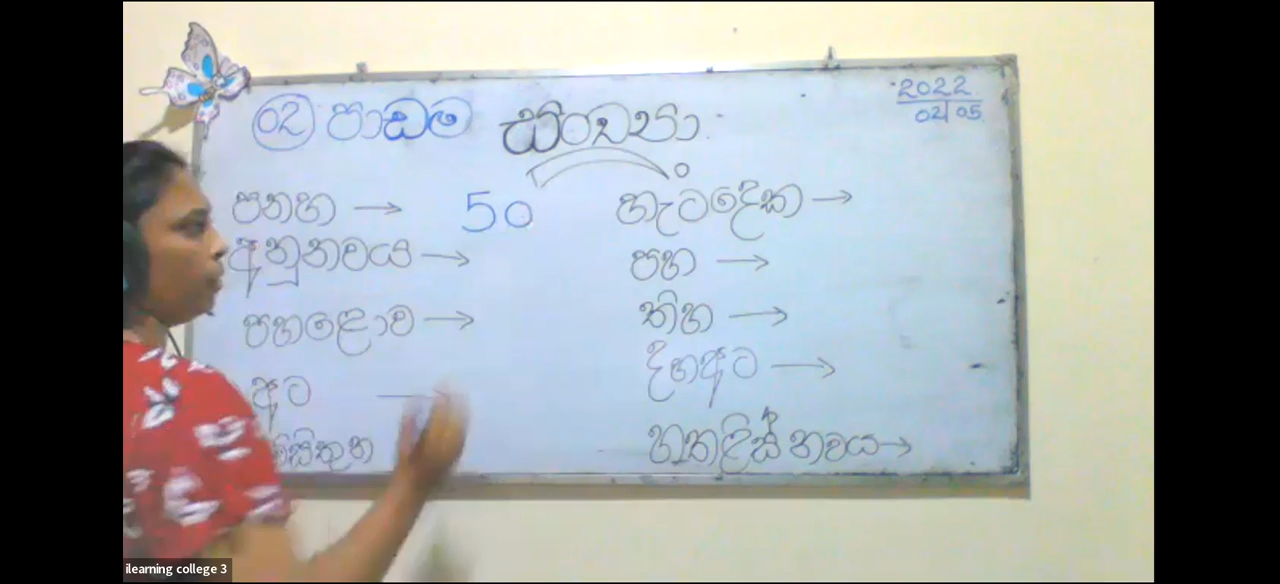 02 පාඩම සංඛ්‍යා
2022
02/05
පනහ → 50
අනූනවය →
පහළොව →
අට →
විසිතුන
හැටදෙක →
පහ →
තිහ →
දහඅට →
හතළිස් නවය →
ilearning college 3